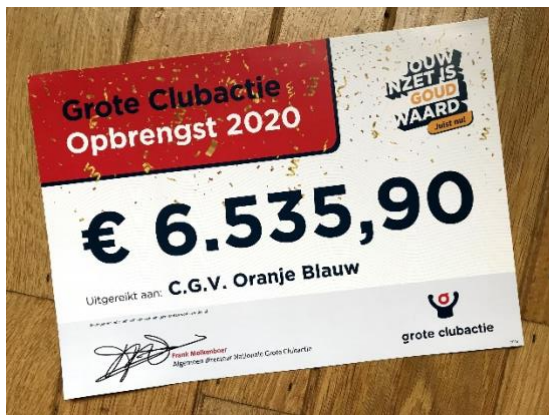 Grote Clubactie
Opbrengst 2020
JOUW
INZET IS
GOUD
WAARD
Juist nu!
€ 6.535,90
Uitgereikt aan: C.G.V. Oranje Blauw
Frank Molkenboer
Algemeen directeur Nationale Grote Clubactie
grote clubactie